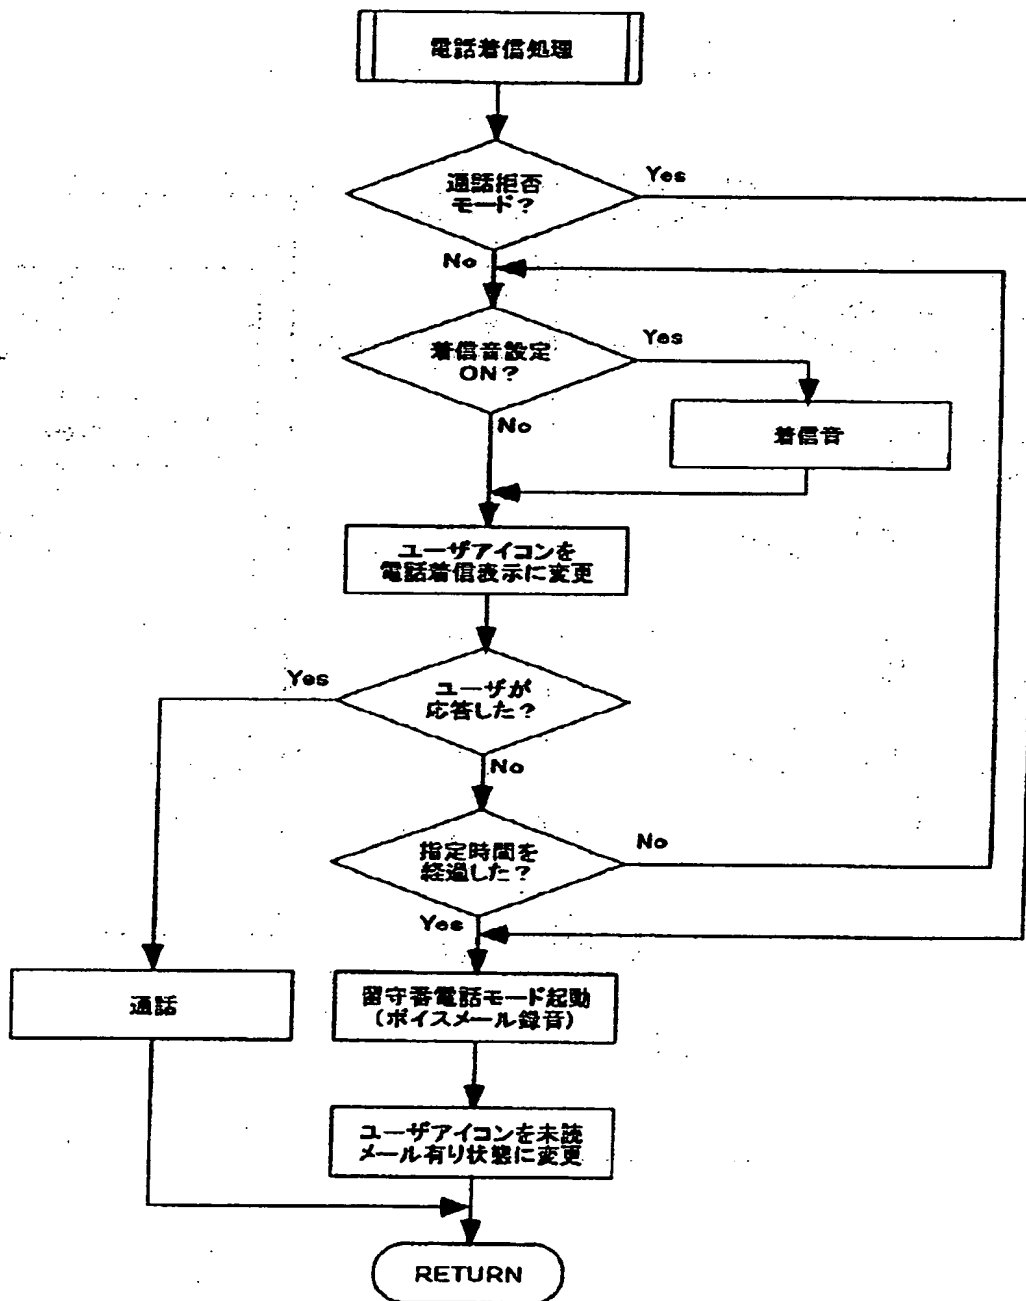 電話着信処理
通話拒否
モード?
Yes
No
着信音設定
ON?
Yes
No
着信音
ユーザアイコンを
電話着信表示に変更
Yes
ユーザが
応答した?
No
指定時間を
経過した?
No
Yes
通話
留守番電話モード起動
(ボイスメール録音)
ユーザアイコンを未読
メール有り状態に変更
RETURN